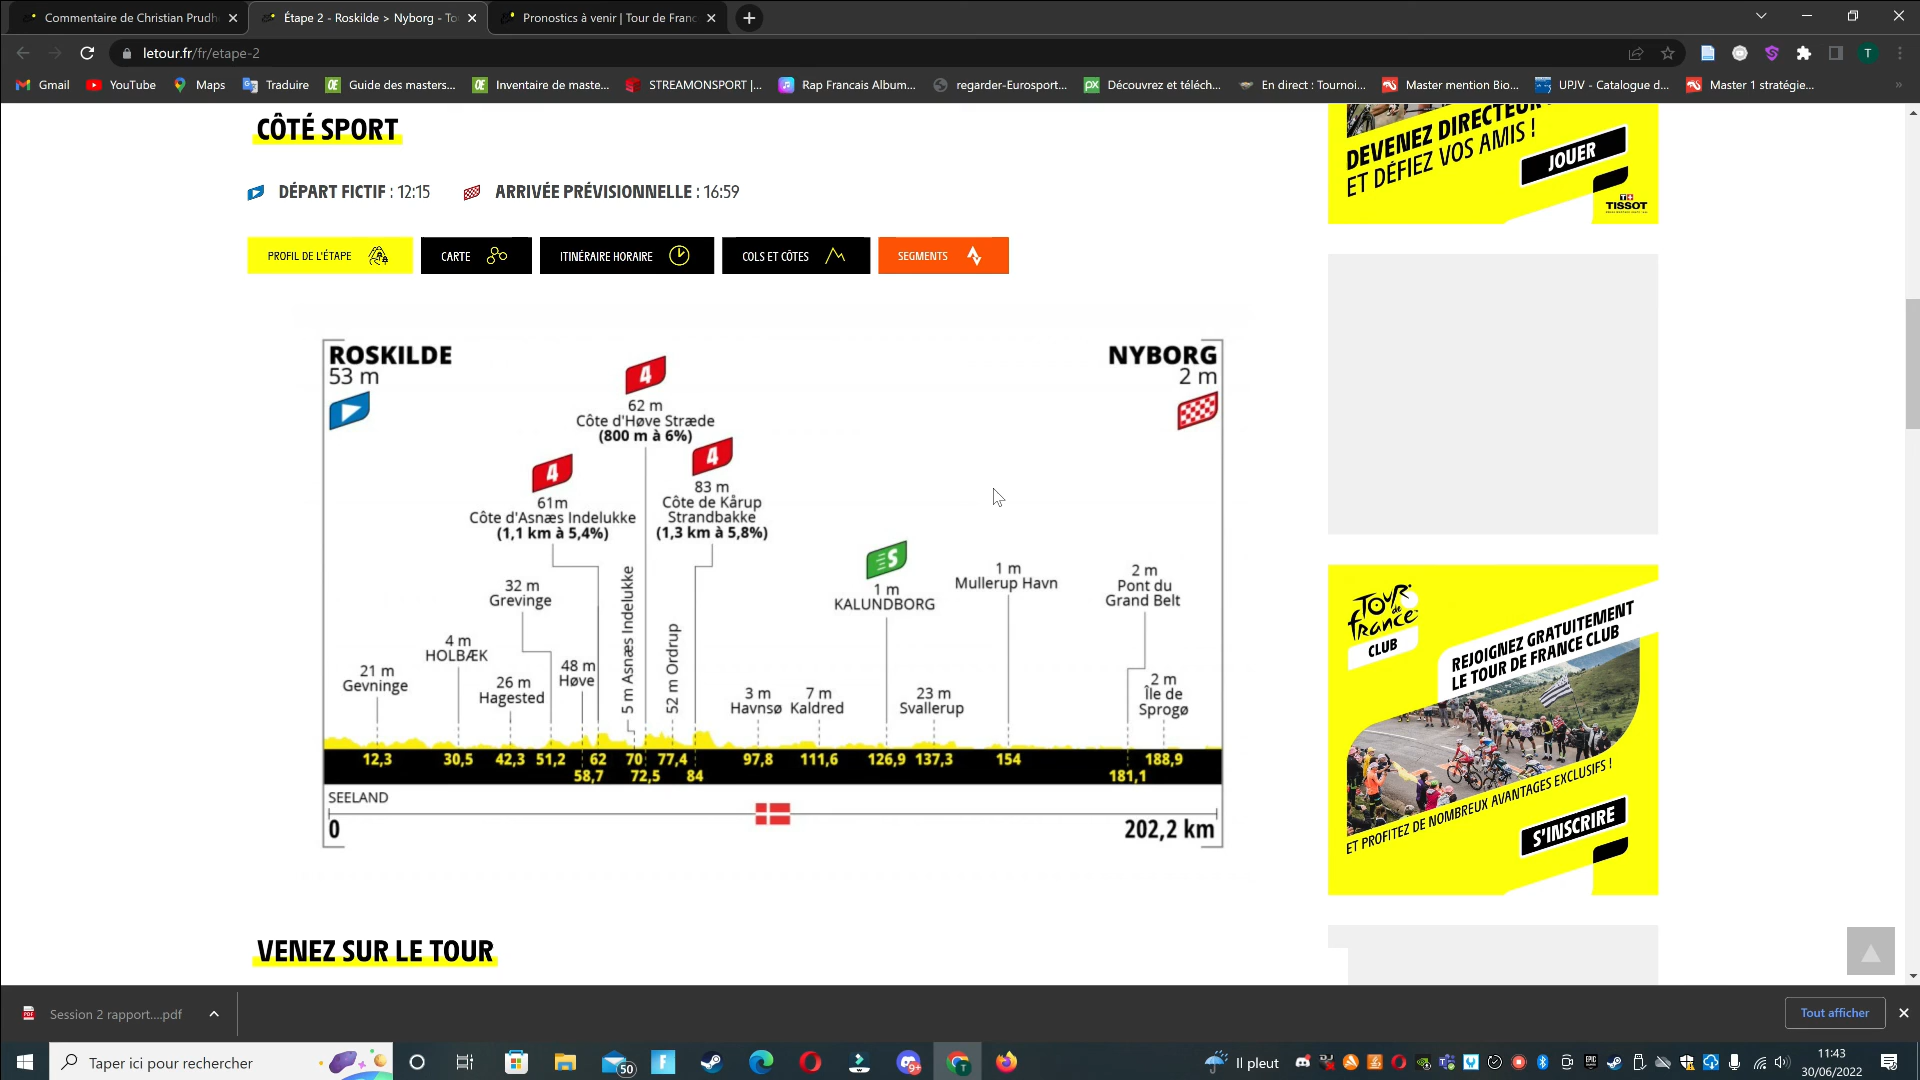 Commentaire de Christian Prudh
Étape 2 - Roskilde > Nyborg - To
Pronostics à venir | Tour de Franc
letour.fr/fr/etape-2
T
Gmail
YouTube
Maps
Traduire
Guide des masters...
Inventaire de maste...
STREAMONSPORT |...
Rap Francais Album...
regarder-Eurosport...
Découvrez et téléch...
En direct : Tournoi...
Master mention Bio...
UPJV - Catalogue d...
Master 1 stratégie...
CÔTÉ SPORT
DÉPART FICTIF : 12:15
ARRIVÉE PRÉVISIONNELLE : 16:59
PROFIL DE L'ÉTAPE
CARTE
ITINÉRAIRE HORAIRE
COLS ET CÔTES
SEGMENTS
DEVENEZ DIRECTEUR
ET DÉFIEZ VOS AMIS !
JOUER
TISSOT
ROSKILDE
53 m
NYBORG
2 m
4
62 m
Côte d'Høve Stræde
(800 m à 6%)
4
61m
Côte d'Asnæs Indelukke
(1,1 km à 5,4%)
4
83 m
Côte de Kårup
Strandbakke
(1,3 km à 5,8%)
S
1 m
KALUNDBORG
1 m
Mullerup Havn
2 m
Pont du
Grand Belt
32 m
Grevinge
4 m
HOLBÆK
21 m
Gevninge
26 m
Hagested
48 m
Høve
5 m Asnæs Indelukke
52 m Ordrup
3 m
Havnsø
7 m
Kaldred
23 m
Svallerup
2 m
Île de
Sprogø
12,3 30,5 42,3 51,2 62 70 77,4 97,8 111,6 126,9 137,3 154 188,9
58,7 72,5 84 181,1
SEELAND
0
202,2 km
TOUR de france
CLUB
REJOIGNEZ GRATUITEMENT
LE TOUR DE FRANCE CLUB
ET PROFITEZ DE NOMBREUX AVANTAGES EXCLUSIFS !
S'INSCRIRE
VENEZ SUR LE TOUR
Session 2 rapport....pdf
Tout afficher
Taper ici pour rechercher
50
9+
Il pleut
11:43
30/06/2022